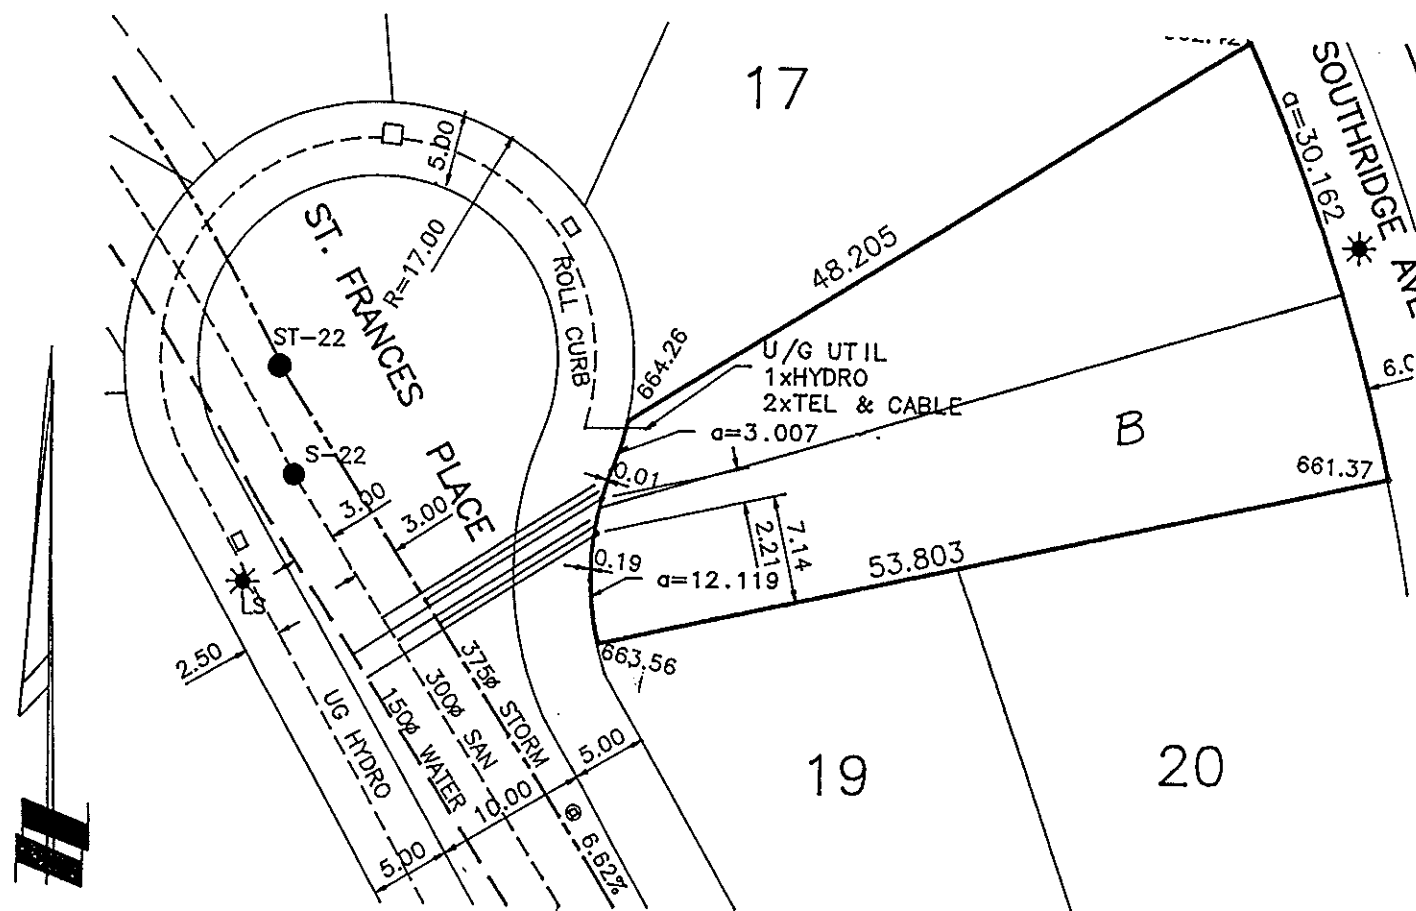 17
5.00
R=17.00
ST. FRANCES PLACE
ROLL CURB
48.205
a=30.162
SOUTHRIDGE AVE
ST-22
664.26
U/G UTIL
1xHYDRO
2xTEL & CABLE
a=3.007
B
661.37
S-22
0.01
3.00
3.00
2.21
7.14
53.803
0.19
a=12.119
LS
663.56
2.50
375ø STORM @ 6.62%
300ø SAN
150ø WATER
UG HYDRO
5.00
10.00
5.00
19
20